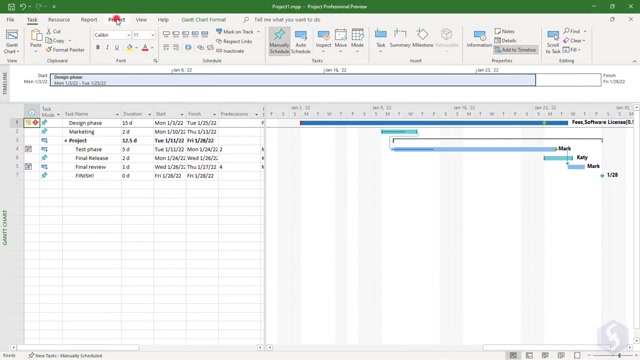 Project1.mpp - Project Professional Preview
File Task Resource Report Project View Help Gantt Chart Format Tell me what you want to do
Gantt Chart
Paste
Cut
Copy
Format Painter
Calibri 11
B I U
Mark on Track
Respect Links
Inactivate
Manually Schedule
Auto Schedule
Inspect Move Mode
Task Summary Milestone Deliverable
Information
Notes
Details
Add to Timeline
Scroll to Task
Find
Clear
Fill
View Clipboard Font Schedule Tasks Insert Properties Editing
TIMELINE
Jan 9, '22 Jan 16, '22 Jan 23, '22
Start
Mon 1/3/22
Design phase
Mon 1/3/22 - Tue 1/25/22
Finish
Fri 1/28/22
Task Mode Task Name Duration Start Finish Predecessors
Jan 2, '22 Jan 9, '22 Jan 16, '22 Jan 23, '22
F S S M T W T F S S M T W T F S S M T W T F S S M T W T F S
1 Design phase 15 d Mon 1/3/22 Tue 1/25/22 Fees,Software License[0.5
2 Marketing 2 d Mon 1/10/22 Thu 1/13/22
3 Project 12.5 d Tue 1/11/22 Fri 1/28/22
4 Test phase 5 d Tue 1/11/22 Mon 1/24/22 2 Mark
5 Final Release 2 d Mon 1/24/22 Wed 1/26/22 Katy
6 Final review 1 d Wed 1/26/22 Thu 1/27/22 4 Mark
7 FINISH! Fri 1/28/22 Fri 1/28/22 1/28
GANTT CHART
Ready New Tasks : Manually Scheduled